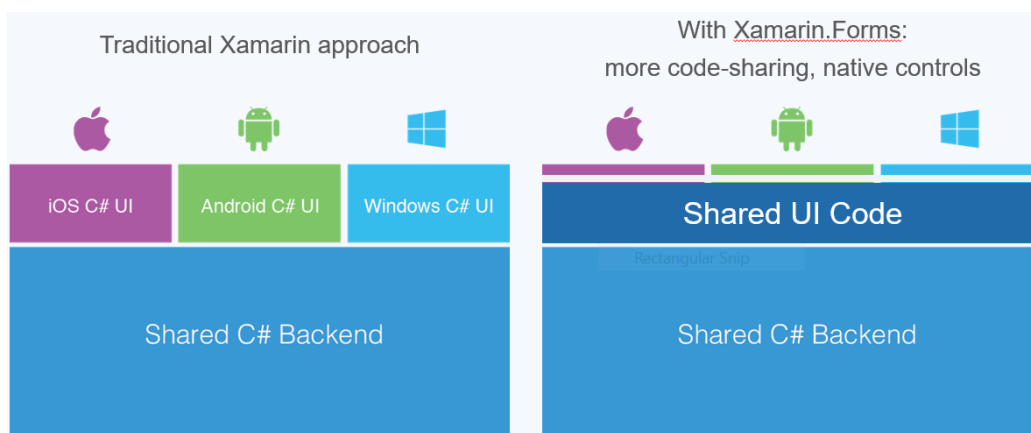 Traditional Xamarin approach
iOS C# UI
Android C# UI
Windows C# UI
Shared C# Backend
With Xamarin.Forms:
more code-sharing, native controls
Shared UI Code
Rectangular Snip
Shared C# Backend